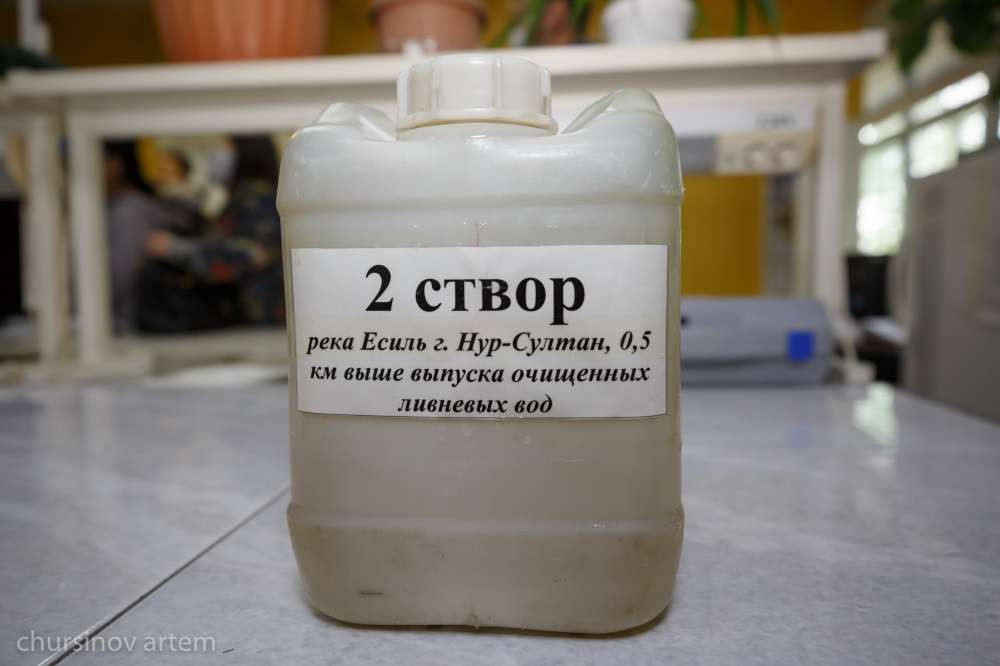 2 створ
река Есиль г. Нур-Султан, 0,5
км выше выпуска очищенных
ливневых вод
chursinov artem